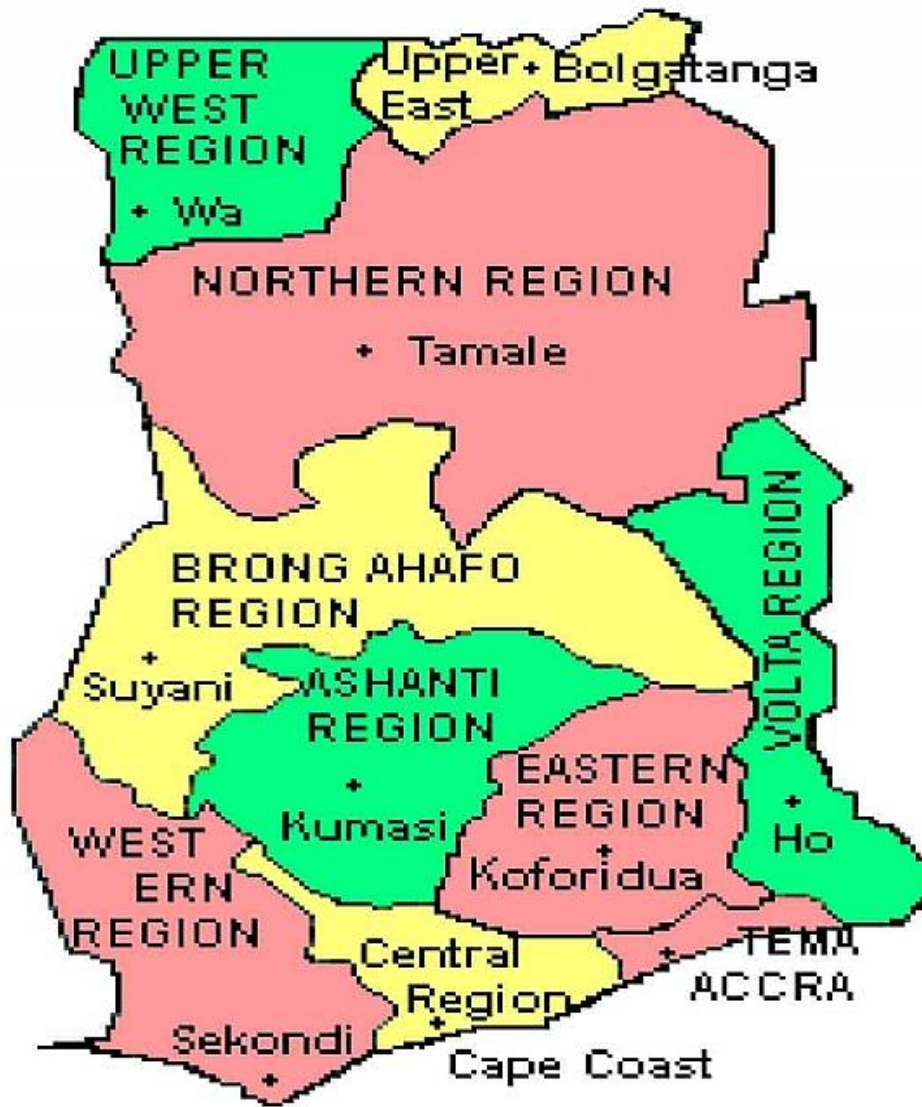 UPPER
WEST
REGION
Wa
Upper
East
Bolgatanga
NORTHERN REGION
Tamale
BRONG AHAFO
REGION
Suyani
ASHANTI
REGION
Kumasi
VOLTA REGION
Ho
EASTERN
REGION
Koforidua
WEST
ERN
REGION
Sekondi
Central
Region
Cape Coast
TEMA
ACCRA